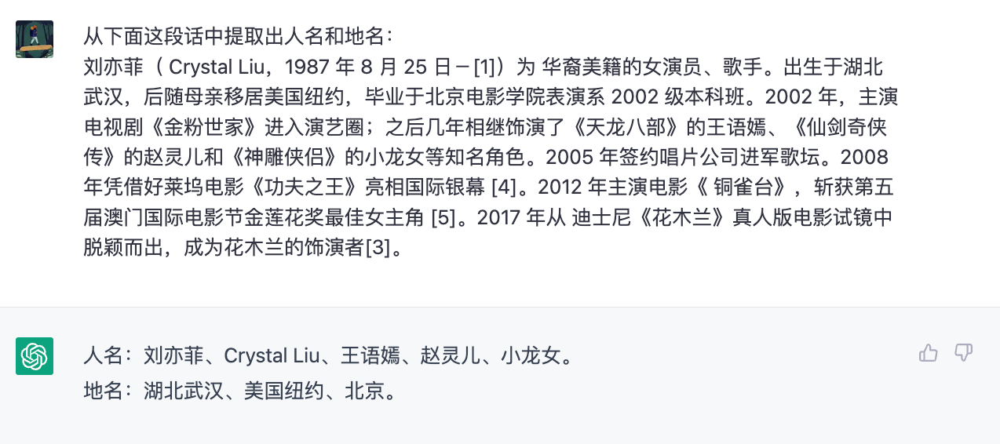 从下面这段话中提取出人名和地名：
刘亦菲（ Crystal Liu，1987 年 8 月 25 日－[1]）为 华裔美籍的女演员、歌手。出生于湖北
武汉，后随母亲移居美国纽约，毕业于北京电影学院表演系 2002 级本科班。2002 年，主演
电视剧《金粉世家》进入演艺圈；之后几年相继饰演了《天龙八部》的王语嫣、《仙剑奇侠
传》的赵灵儿和《神雕侠侣》的小龙女等知名角色。2005 年签约唱片公司进军歌坛。2008
年凭借好莱坞电影《功夫之王》亮相国际银幕 [4]。2012 年主演电影《 铜雀台》，斩获第五
届澳门国际电影节金莲花奖最佳女主角 [5]。2017 年从 迪士尼《花木兰》真人版电影试镜中
脱颖而出，成为花木兰的饰演者[3]。
人名：刘亦菲、Crystal Liu、王语嫣、赵灵儿、小龙女。
地名：湖北武汉、美国纽约、北京。